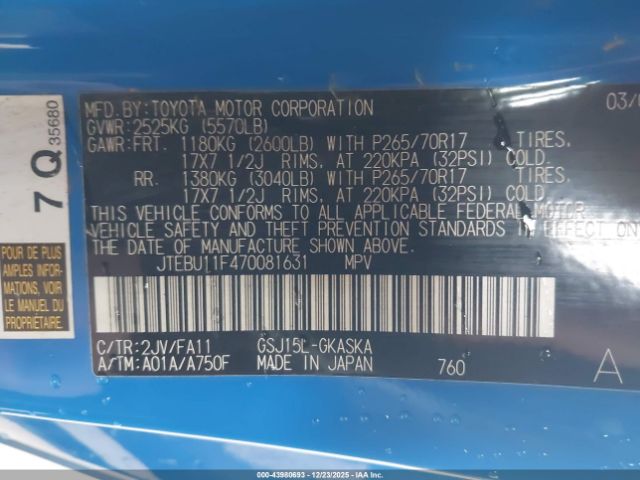 MFD.BY:TOYOTA MOTOR CORPORATION 03/
GVWR:2525KG (5570LB)
GAWR:FRT. 1180KG (2600LB) WITH P265/70R17 TIRES,
17X7 1/2J RIMS, AT 220KPA (32PSI) COLD.
RR. 1380KG (3040LB) WITH P265/70R17 TIRES,
17X7 1/2J RIMS, AT 220KPA (32PSI) COLD.
THIS VEHICLE CONFORMS TO ALL APPLICABLE FEDERAL MOTOR
VEHICLE SAFETY AND THEFT PREVENTION STANDARDS IN EFFECT ON
THE DATE OF MANUFACTURE SHOWN ABOVE.
JTEBU11F470081631 MPV
C/TR:2JV/FA11 GSJ15L-GKASKA
A/TM:A01A/A750F MADE IN JAPAN 760 A
7 Q 35680
POUR DE PLUS
AMPLES INFOR-
MATIONS, VOIR
LE MANUEL DU
PROPRIÉTAIRE.
000-43980693 - 12/23/2025 - IAA Inc.